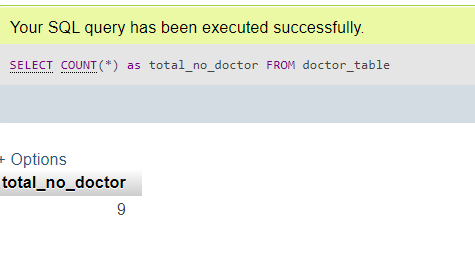 Your SQL query has been executed successfully.
SELECT COUNT(*) as total_no_doctor FROM doctor_table
+ Options
total_no_doctor
9